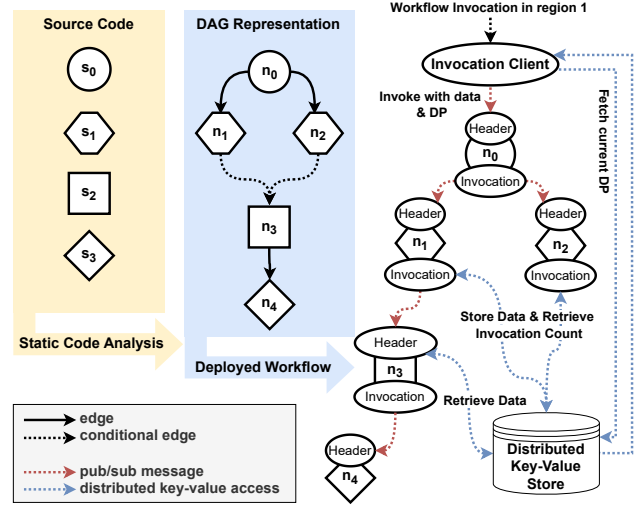 Source Code
s0
s1
s2
s3
Static Code Analysis
DAG Representation
n0
n1
n2
n3
n4
Deployed Workflow
Workflow Invocation in region 1
Invocation Client
Invoke with data
& DP
Fetch current DP
Header
n0
Invocation
Header
n1
Invocation
Header
n2
Invocation
Store Data & Retrieve
Invocation Count
Header
n3
Invocation
Retrieve Data
Header
n4
Distributed
Key-Value
Store
edge
conditional edge
pub/sub message
distributed key-value access